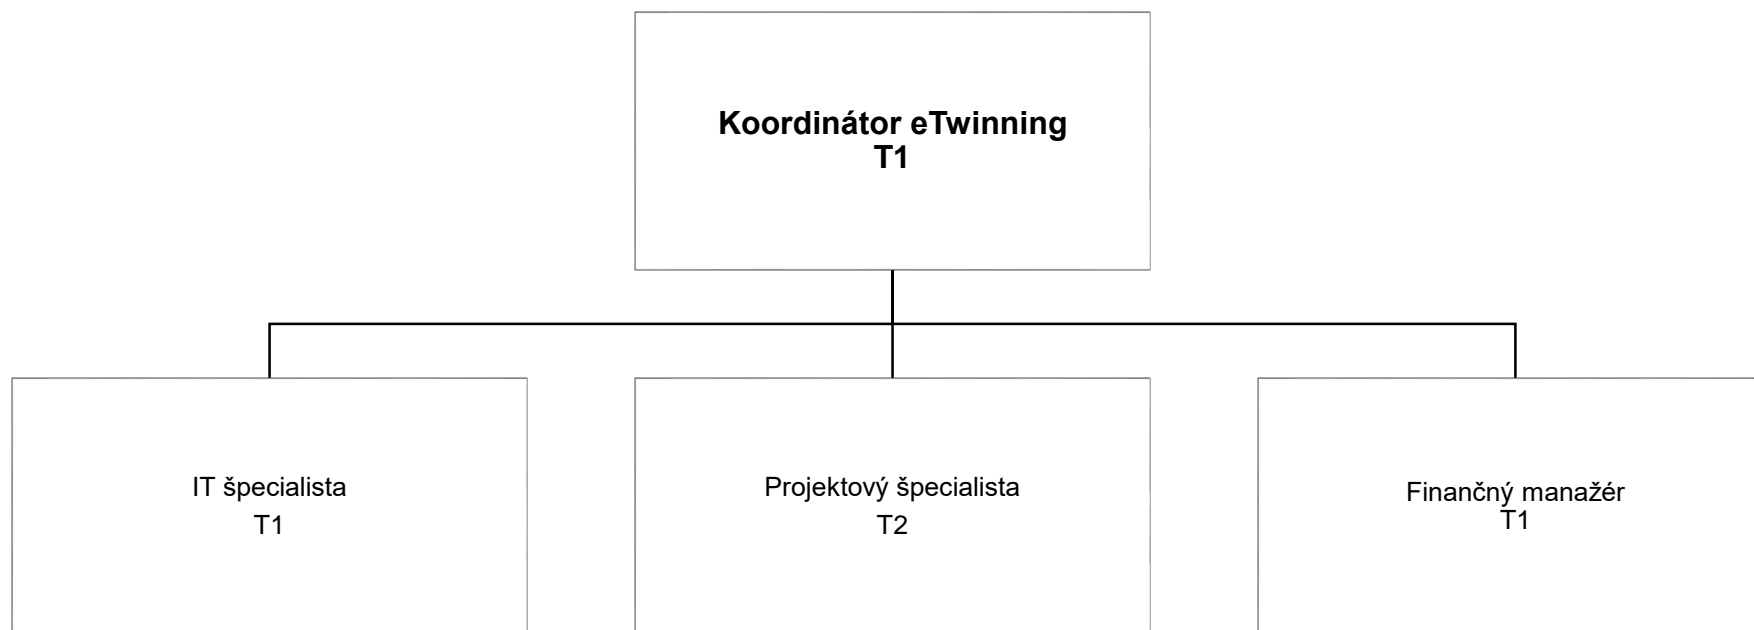 Koordinátor eTwinning
T1
IT špecialista
T1
Projektový špecialista
T2
Finančný manažér
T1